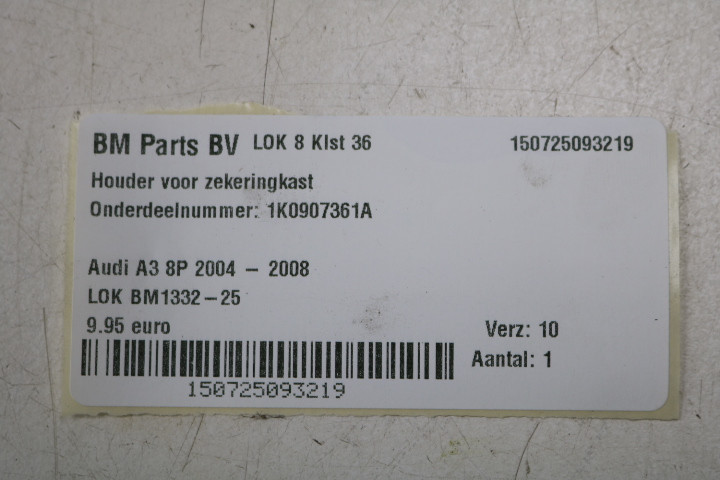 BM Parts BV LOK 8 Klst 36 150725093219
Houder voor zekeringkast
Onderdeelnummer: 1K0907361A
Audi A3 8P 2004 – 2008
LOK BM1332–25
9.95 euro Verz: 10
Aantal: 1
150725093219